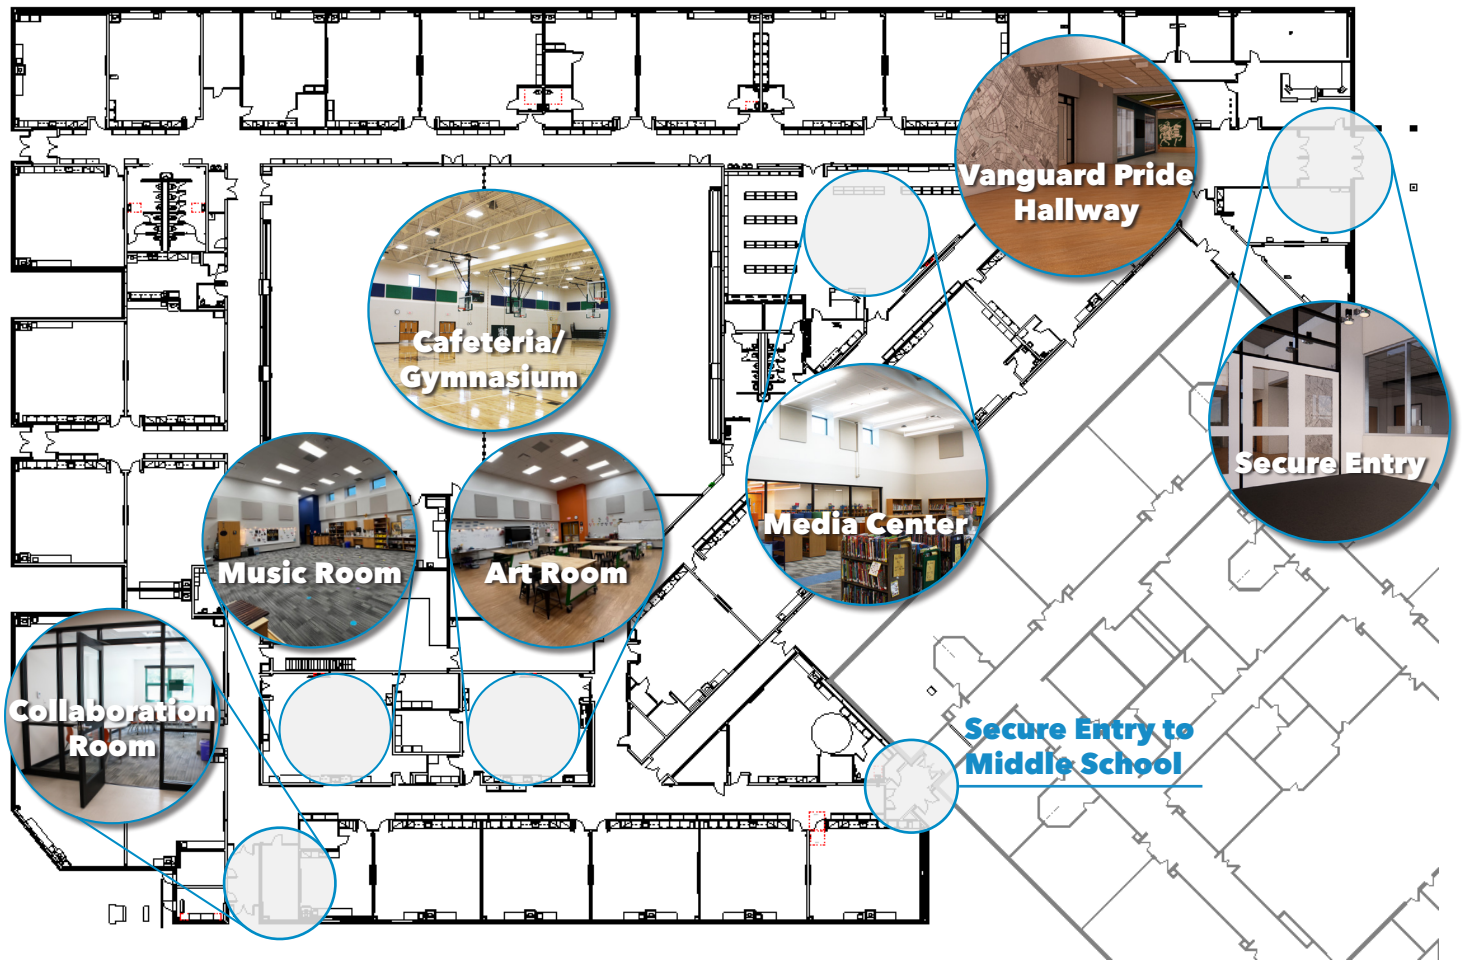 Vanguard Pride
Hallway
Cafeteria/
Gymnasium
Secure Entry
Media Center
Music Room
Art Room
Collaboration
Room
Secure Entry to
Middle School